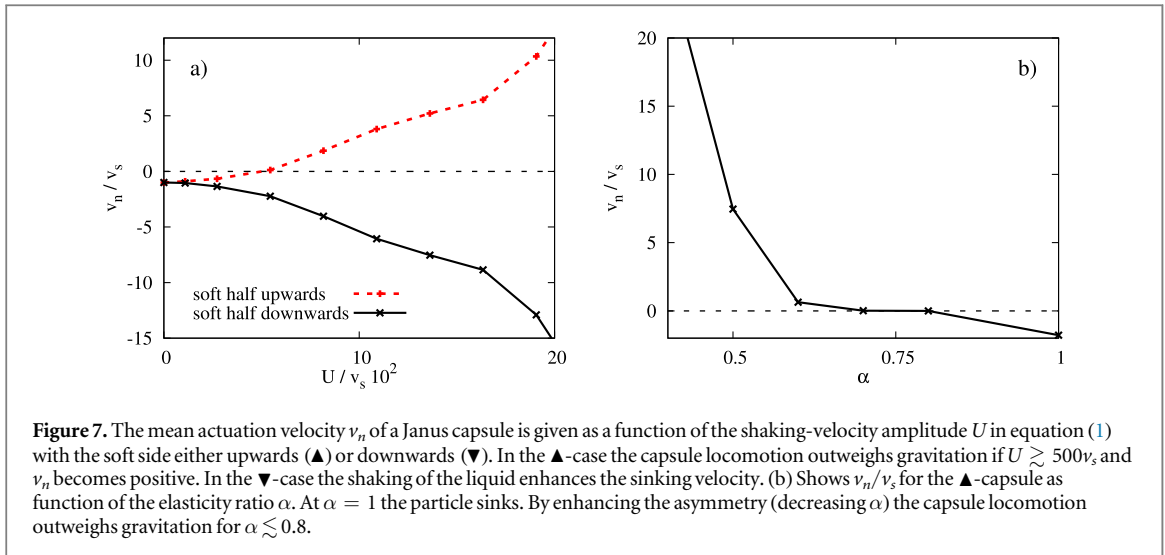 10
5
0
-5
-10
-15
v_n / v_s
a)
soft half upwards
soft half downwards
0
10
20
U / v_s 10^2
20
15
10
5
0
v_n / v_s
b)
0.5
0.75
1
α
Figure 7. The mean actuation velocity v_n of a Janus capsule is given as a function of the shaking-velocity amplitude U in equation (1)
with the soft side either upwards (▲) or downwards (▼). In the ▲-case the capsule locomotion outweighs gravitation if U ≳ 500v_s and
v_n becomes positive. In the ▼-case the shaking of the liquid enhances the sinking velocity. (b) Shows v_n/v_s for the ▲-capsule as
function of the elasticity ratio α. At α = 1 the particle sinks. By enhancing the asymmetry (decreasing α) the capsule locomotion
outweighs gravitation for α ≲ 0.8.